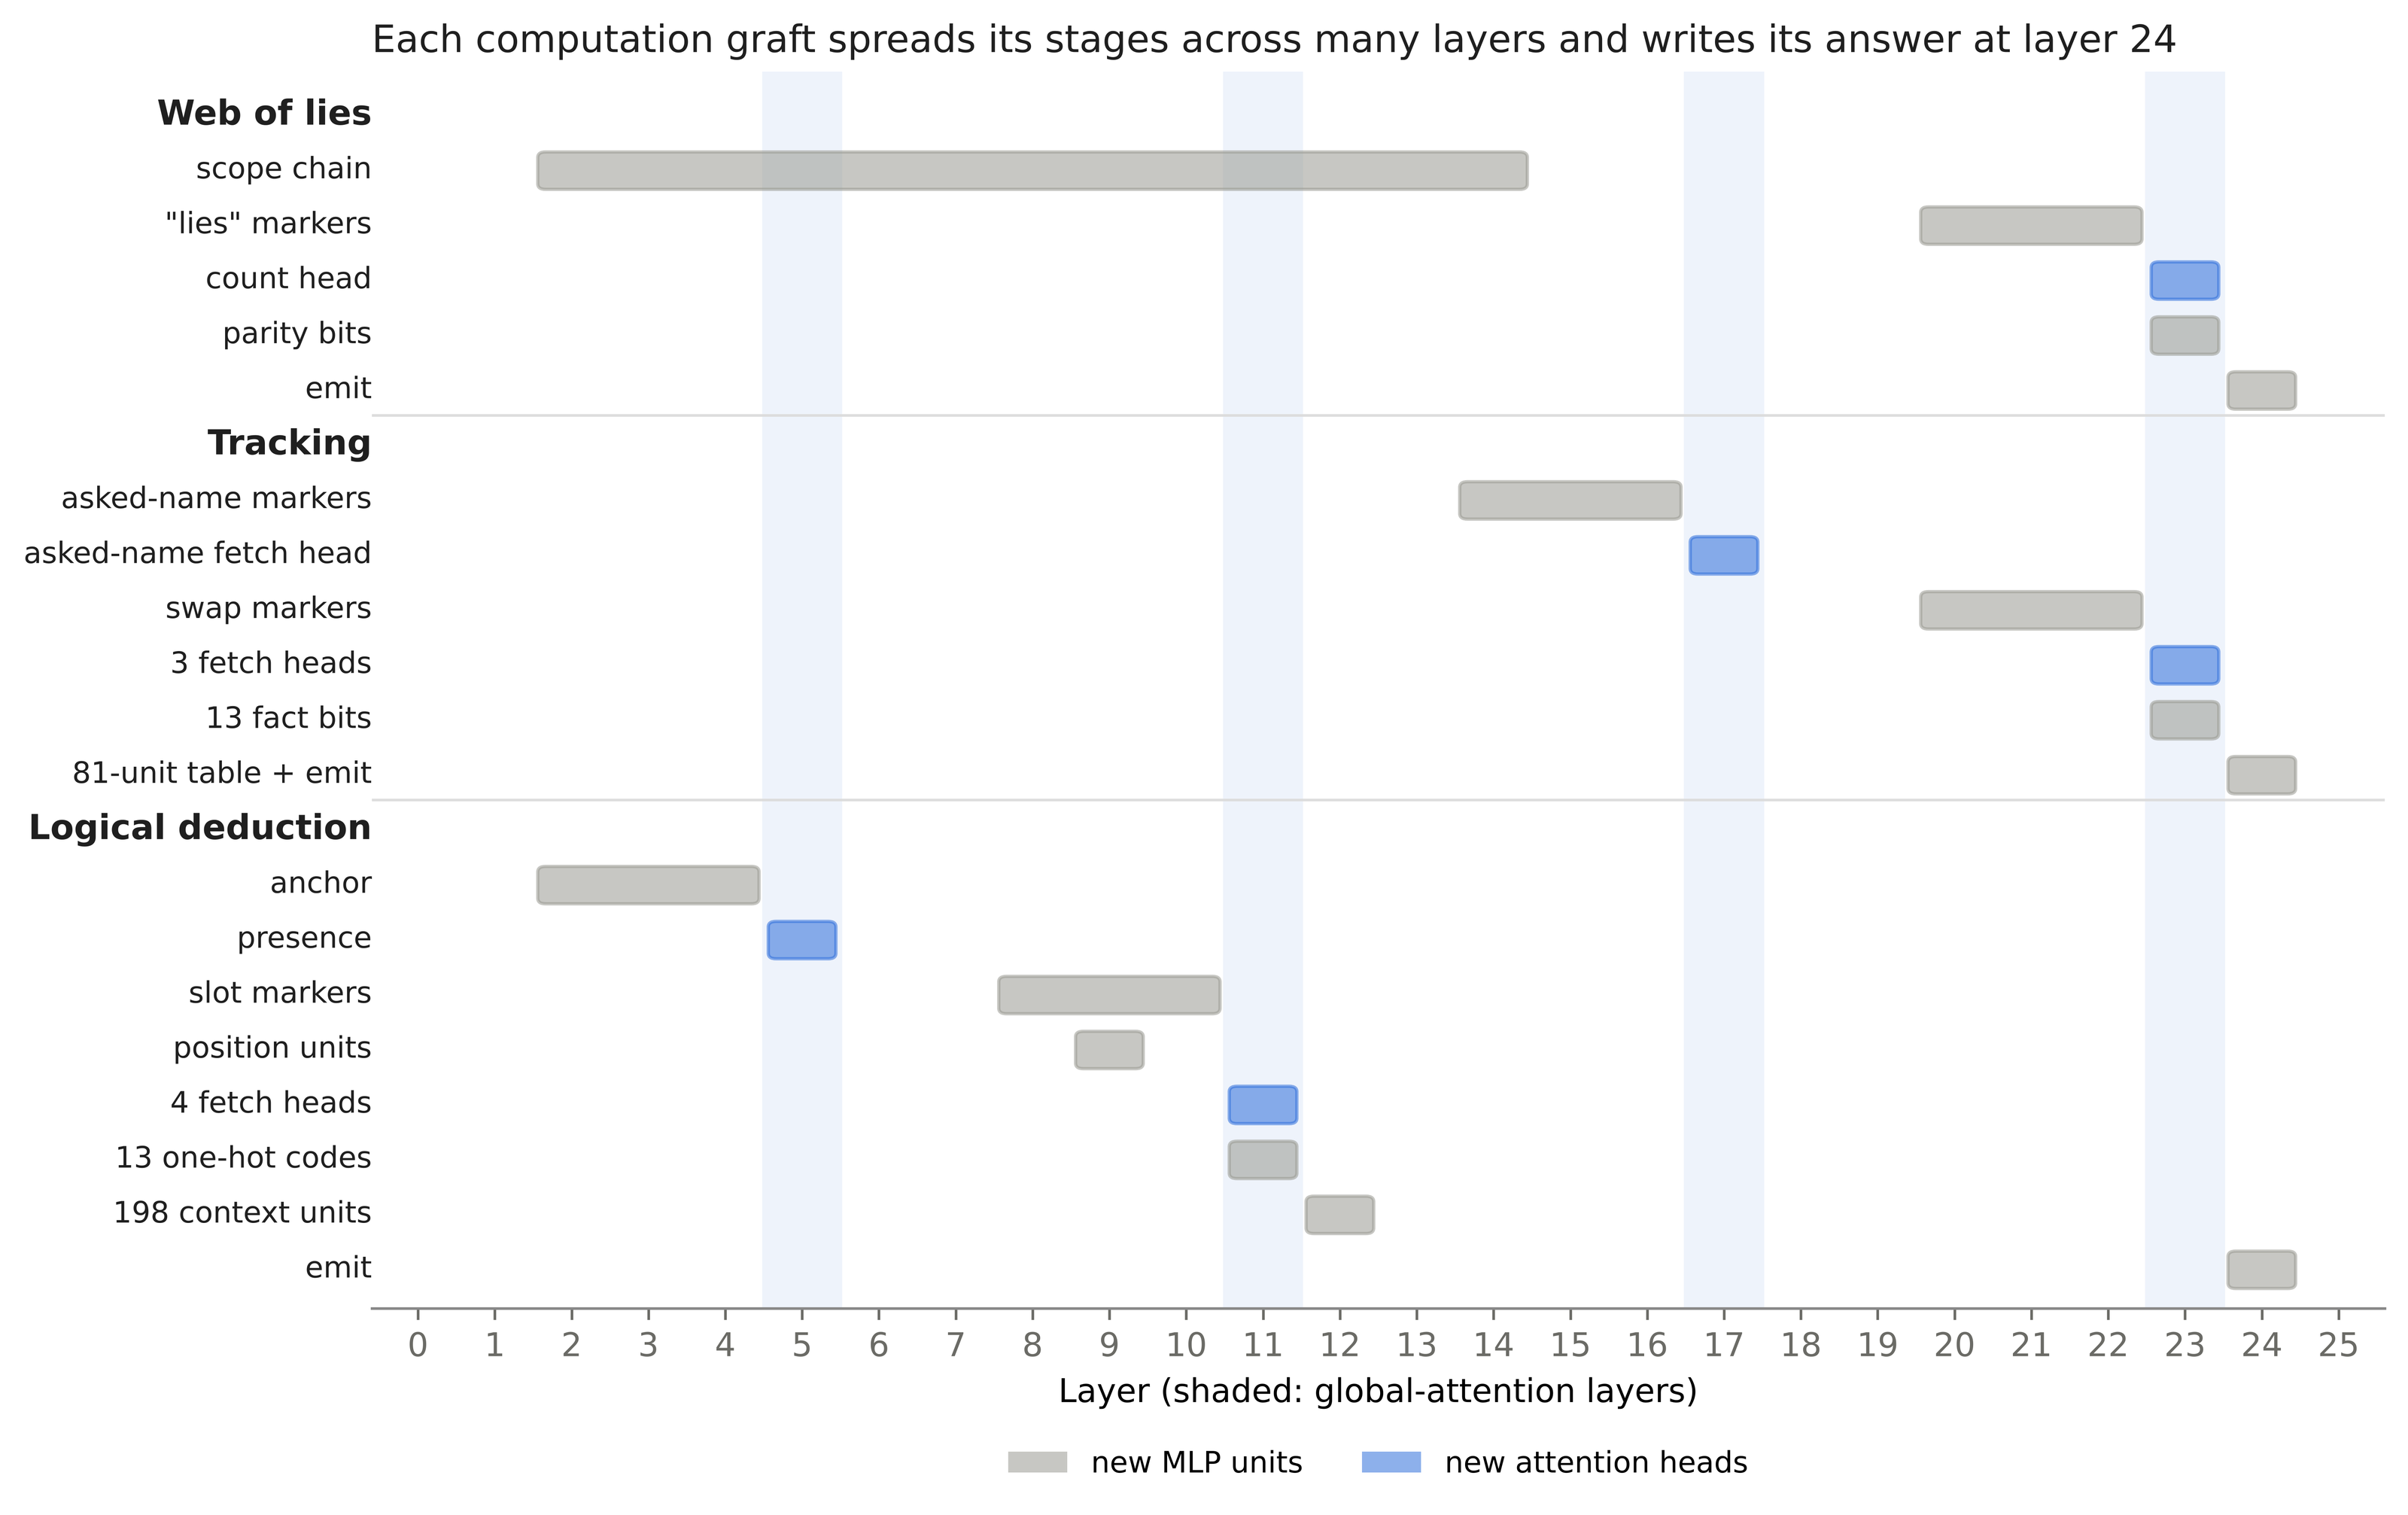 Each computation graft spreads its stages across many layers and writes its answer at layer 24
Web of lies
scope chain
"lies" markers
count head
parity bits
emit
Tracking
asked-name markers
asked-name fetch head
swap markers
3 fetch heads
13 fact bits
81-unit table + emit
Logical deduction
anchor
presence
slot markers
position units
4 fetch heads
13 one-hot codes
198 context units
emit
0 1 2 3 4 5 6 7 8 9 10 11 12 13 14 15 16 17 18 19 20 21 22 23 24 25
Layer (shaded: global-attention layers)
new MLP units new attention heads